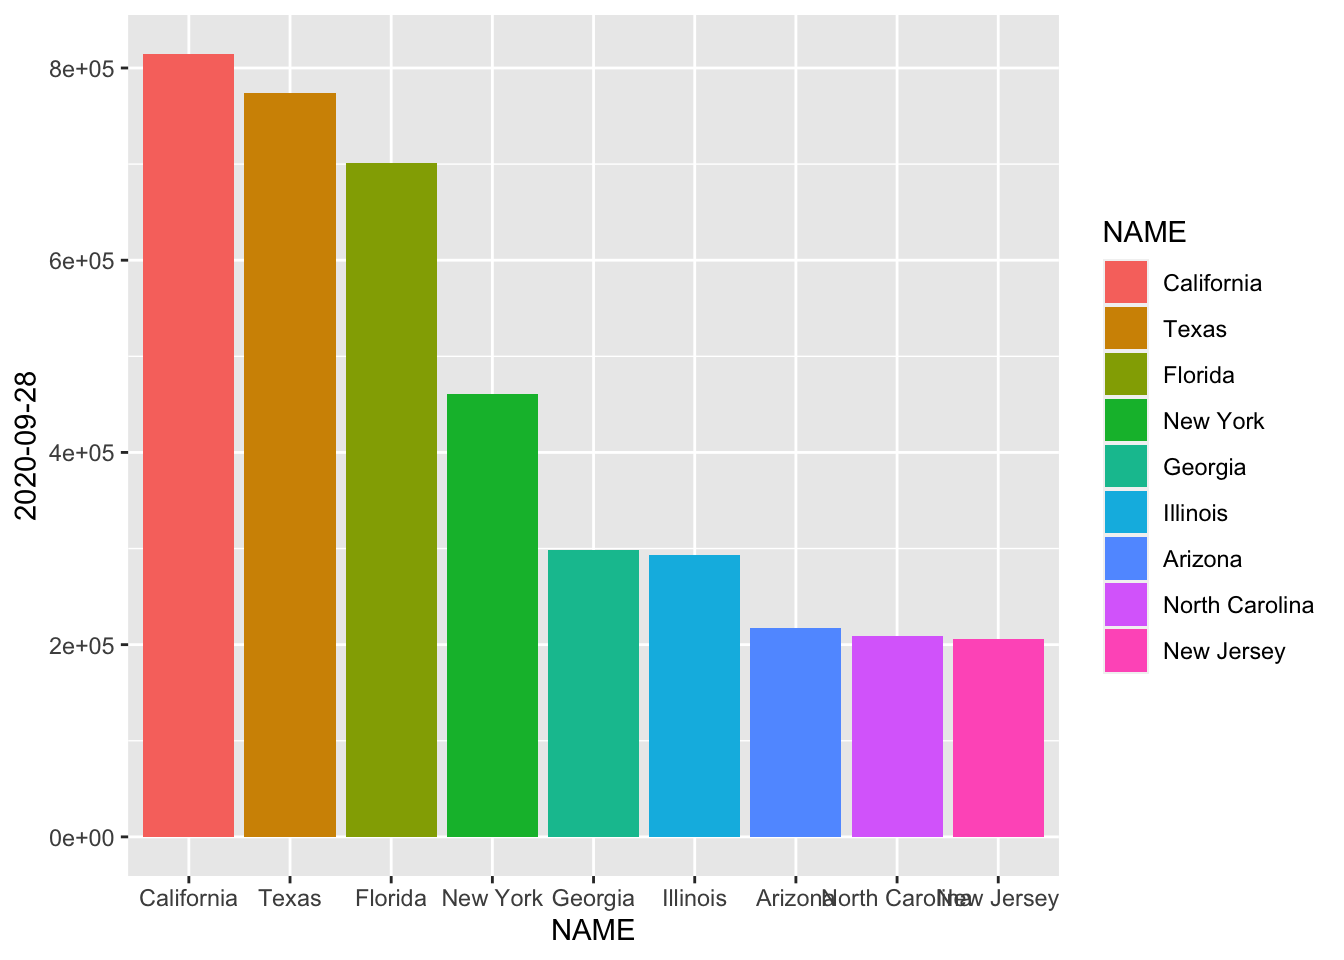 2020-09-28
8e+05
6e+05
4e+05
2e+05
0e+00
California Texas Florida New York Georgia Illinois Arizona North Carolina New Jersey
NAME
NAME
California
Texas
Florida
New York
Georgia
Illinois
Arizona
North Carolina
New Jersey